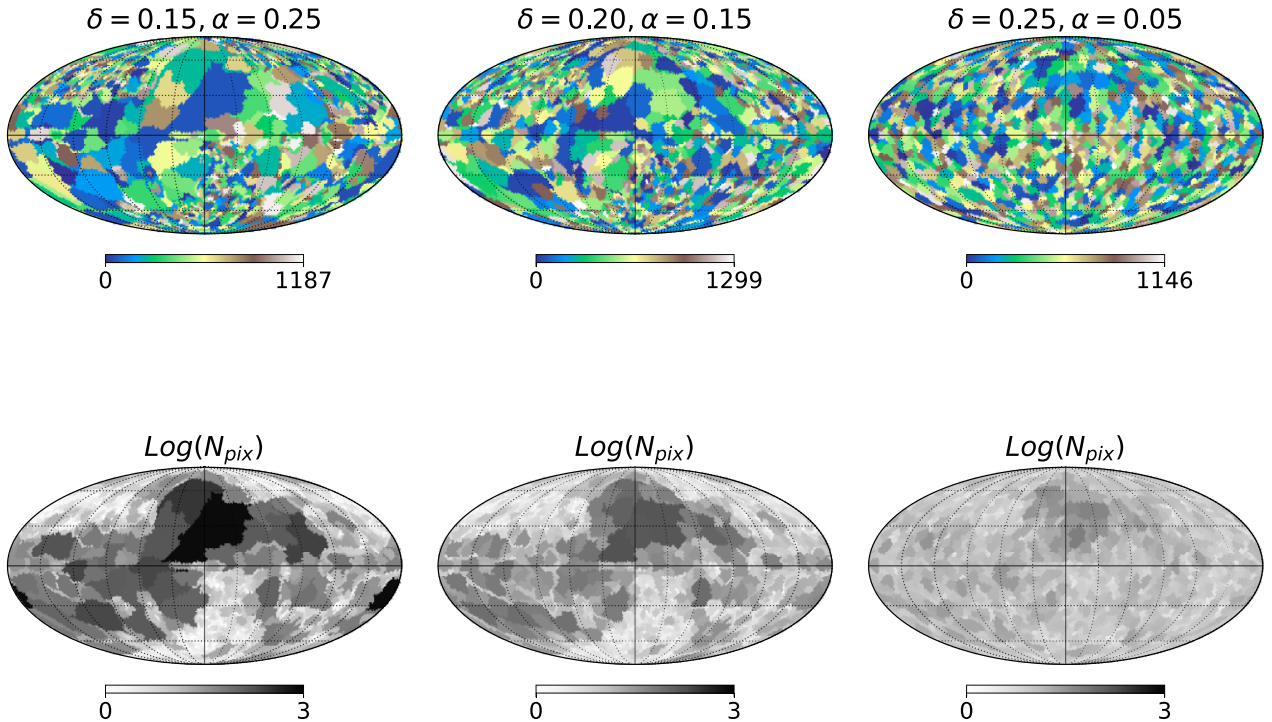 δ = 0.15, α = 0.25
δ = 0.20, α = 0.15
δ = 0.25, α = 0.05
0 1187
0 1299
0 1146
Log(N_pix)
Log(N_pix)
Log(N_pix)
0 3
0 3
0 3